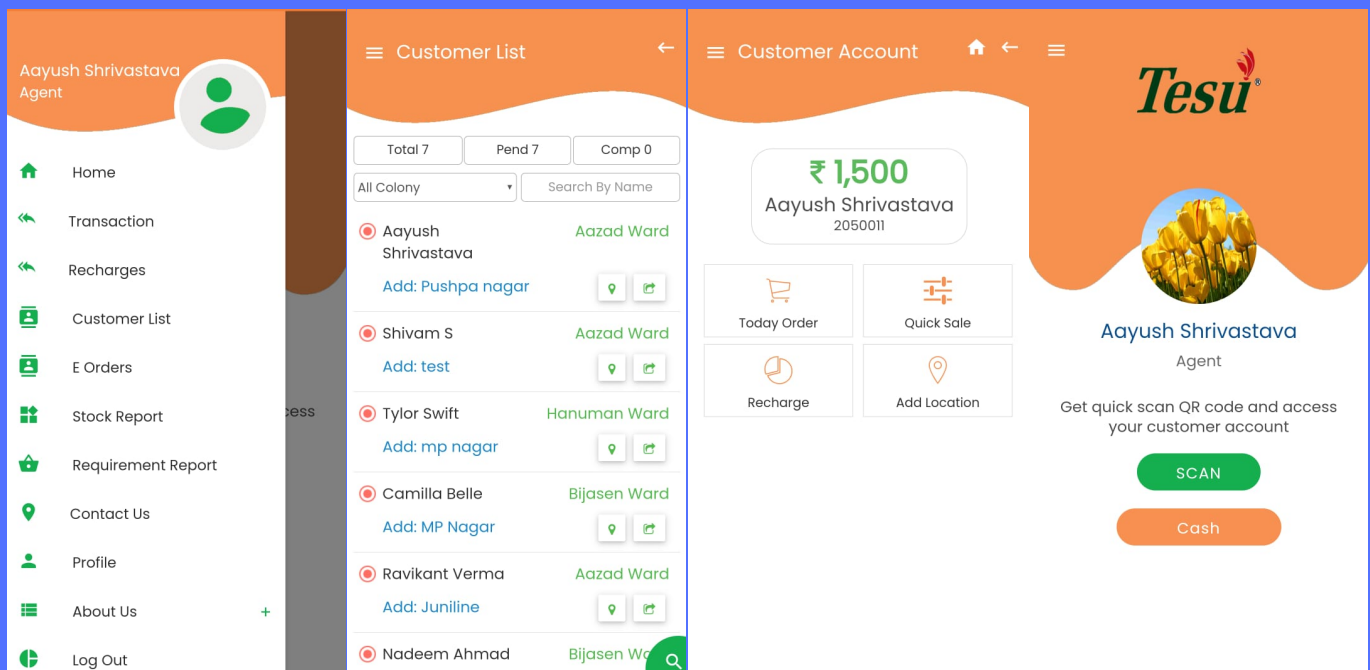 Aayush Shrivastava
Agent
Home
Transaction
Recharges
Customer List
E Orders
Stock Report
Requirement Report
Contact Us
Profile
About Us +
Log Out
Customer List
Total 7 Pend 7 Comp 0
All Colony Search By Name
Aayush Shrivastava Aazad Ward
Add: Pushpa nagar
Shivam S Aazad Ward
Add: test
Tylor Swift Hanuman Ward
Add: mp nagar
Camilla Belle Bijasen Ward
Add: MP Nagar
Ravikant Verma Aazad Ward
Add: Juniline
Nadeem Ahmad Bijasen
Customer Account
₹ 1,500
Aayush Shrivastava
2050011
Today Order Quick Sale
Recharge Add Location
Tesu®
Aayush Shrivastava
Agent
Get quick scan QR code and access
your customer account
SCAN
Cash